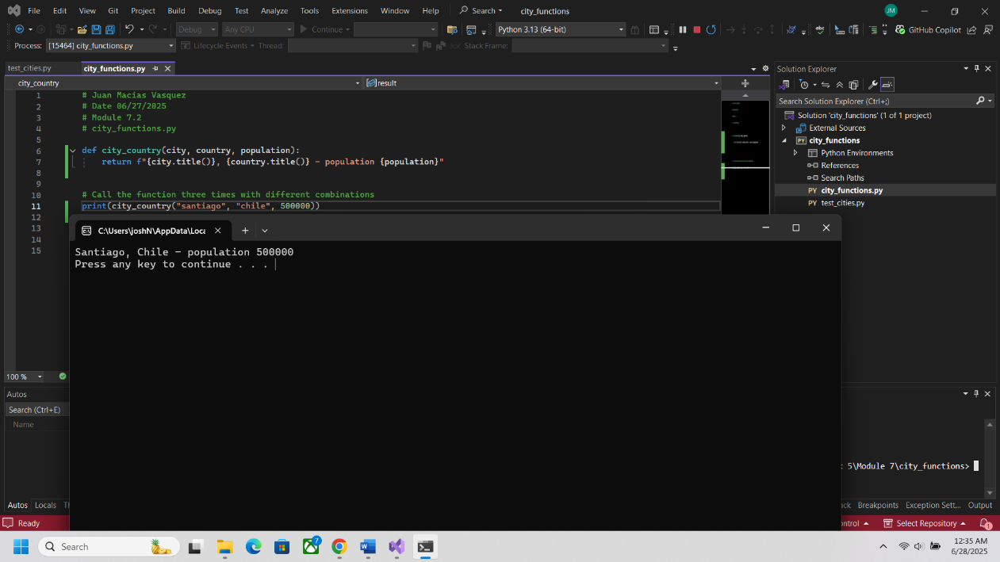 File Edit View Git Project Build Debug Test Analyze Tools Extensions Window Help Search city_functions JM
Debug Any CPU Continue Python 3.13 (64-bit) GitHub Copilot
Process: [15464] city_functions.py Lifecycle Events Thread: Stack Frame:
test_cities.py city_functions.py
city_country result
1 # Juan Macias Vasquez
2 # Date 06/27/2025
3 # Module 7.2
4 # city_functions.py
5
6 def city_country(city, country, population):
7 return f"{city.title()}, {country.title()} - population {population}"
8
9
10 # Call the function three times with different combinations
11 print(city_country("santiago", "chile", 500000))
12
13
14
15
Solution Explorer
Search Solution Explorer (Ctrl+;)
Solution 'city_functions' (1 of 1 project)
External Sources
city_functions
Python Environments
References
Search Paths
PY city_functions.py
PY test_cities.py
C:\Users\joshN\AppData\Loca
Santiago, Chile - population 500000
Press any key to continue . . .
100 %
Autos
Search (Ctrl+E)
Name
5\Module 7\city_functions>
Autos Locals Breakpoints Exception Sett... Output
Ready Select Repository 1
Search 7 12:35 AM
6/28/2025